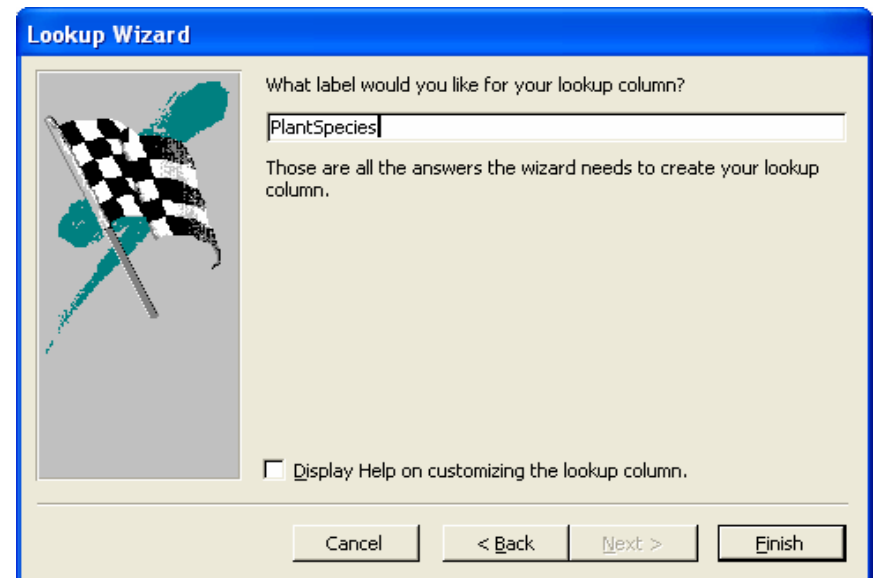 Lookup Wizard
What label would you like for your lookup column?
PlantSpecies
Those are all the answers the wizard needs to create your lookup
column.
Display Help on customizing the lookup column.
Cancel
< Back
Next >
Finish